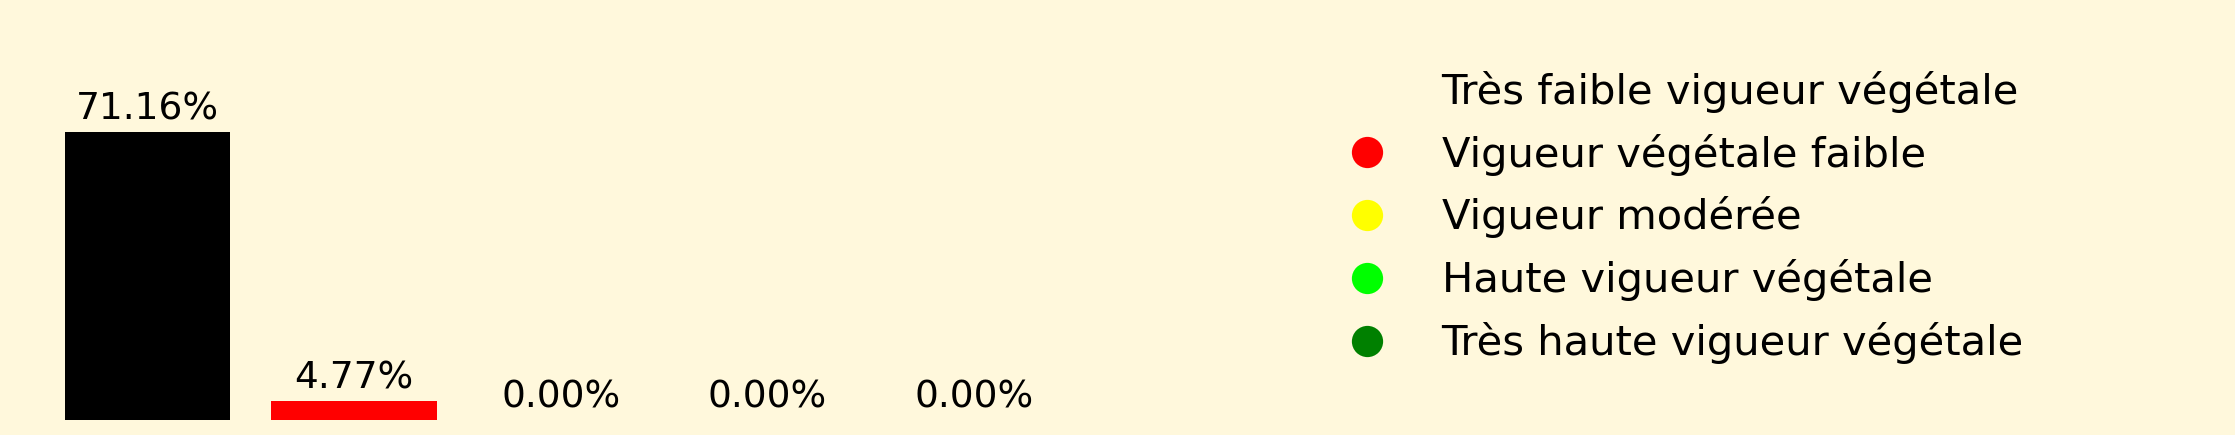 71.16%
4.77%
0.00%
0.00%
0.00%
Très faible vigueur végétale
Vigueur végétale faible
Vigueur modérée
Haute vigueur végétale
Très haute vigueur végétale